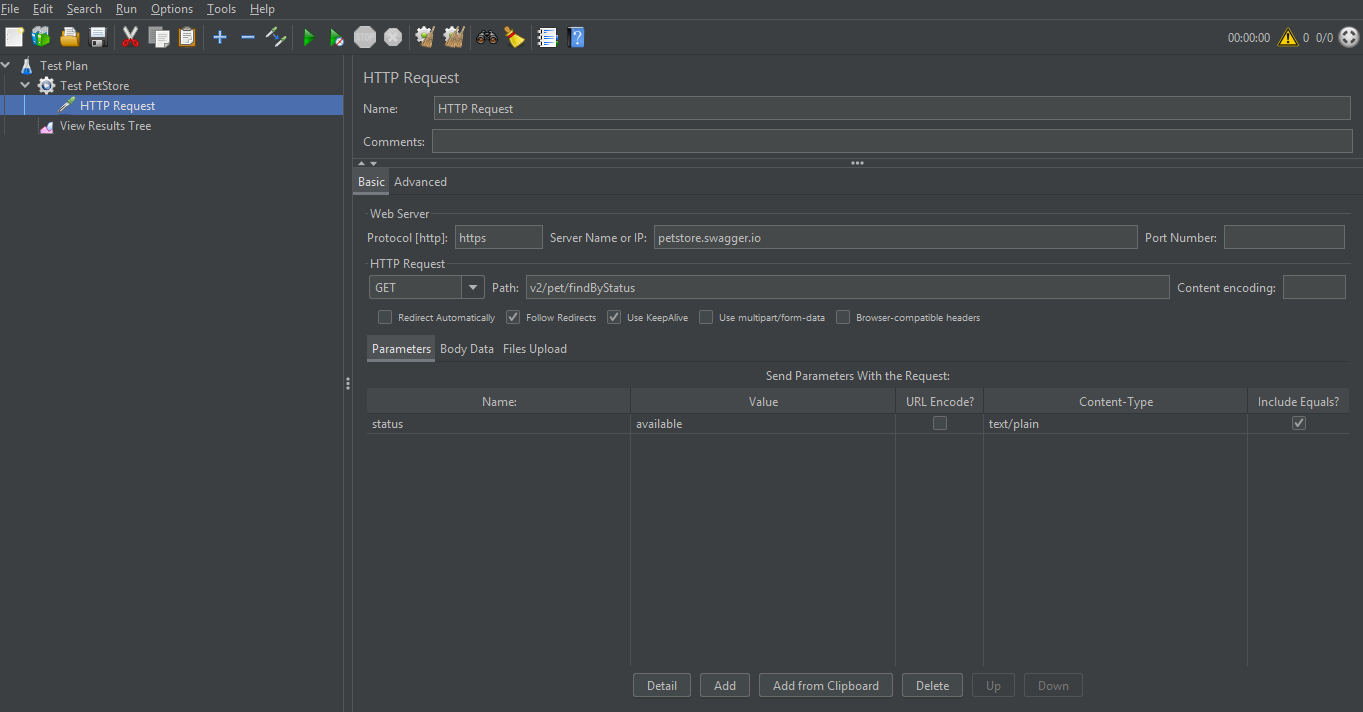 File Edit Search Run Options Tools Help
00:00:00 0 0/0
Test Plan
Test PetStore
HTTP Request
View Results Tree
HTTP Request
Name: HTTP Request
Comments:
Basic Advanced
Web Server
Protocol [http]: https Server Name or IP: petstore.swagger.io Port Number:
HTTP Request
GET Path: v2/pet/findByStatus Content encoding:
Redirect Automatically Follow Redirects Use KeepAlive Use multipart/form-data Browser-compatible headers
Parameters Body Data Files Upload
Send Parameters With the Request:
Name: Value URL Encode? Content-Type Include Equals?
status available text/plain
Detail Add Add from Clipboard Delete Up Down